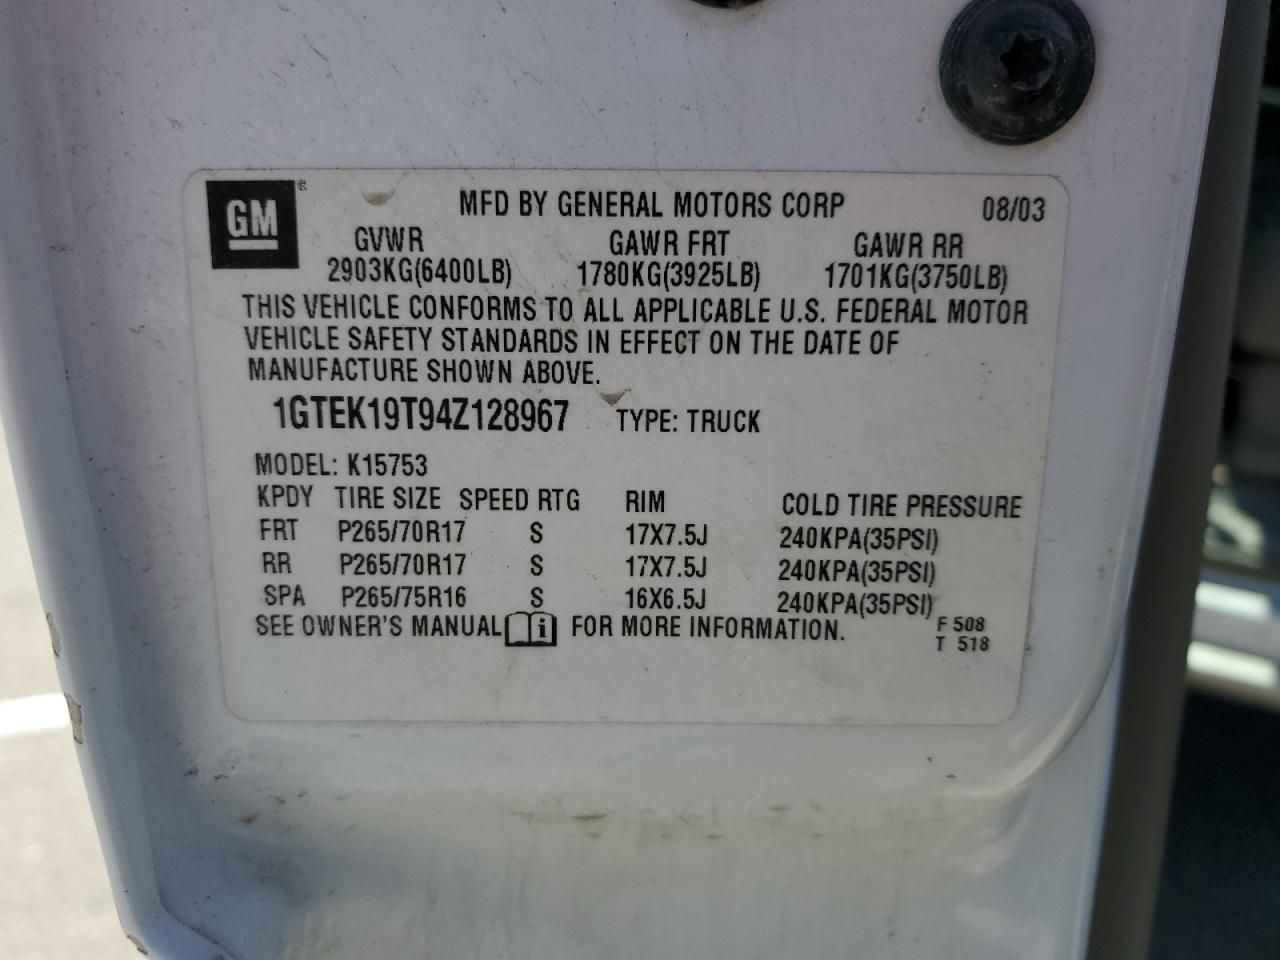 GM®
MFD BY GENERAL MOTORS CORP 08/03
GVWR GAWR FRT GAWR RR
2903KG(6400LB) 1780KG(3925LB) 1701KG(3750LB)
THIS VEHICLE CONFORMS TO ALL APPLICABLE U.S. FEDERAL MOTOR
VEHICLE SAFETY STANDARDS IN EFFECT ON THE DATE OF
MANUFACTURE SHOWN ABOVE.
1GTEK19T94Z128967 TYPE: TRUCK
MODEL: K15753
KPDY TIRE SIZE SPEED RTG RIM COLD TIRE PRESSURE
FRT P265/70R17 S 17X7.5J 240KPA(35PSI)
RR P265/70R17 S 17X7.5J 240KPA(35PSI)
SPA P265/75R16 S 16X6.5J 240KPA(35PSI)
SEE OWNER'S MANUAL i FOR MORE INFORMATION. F 508
T 518